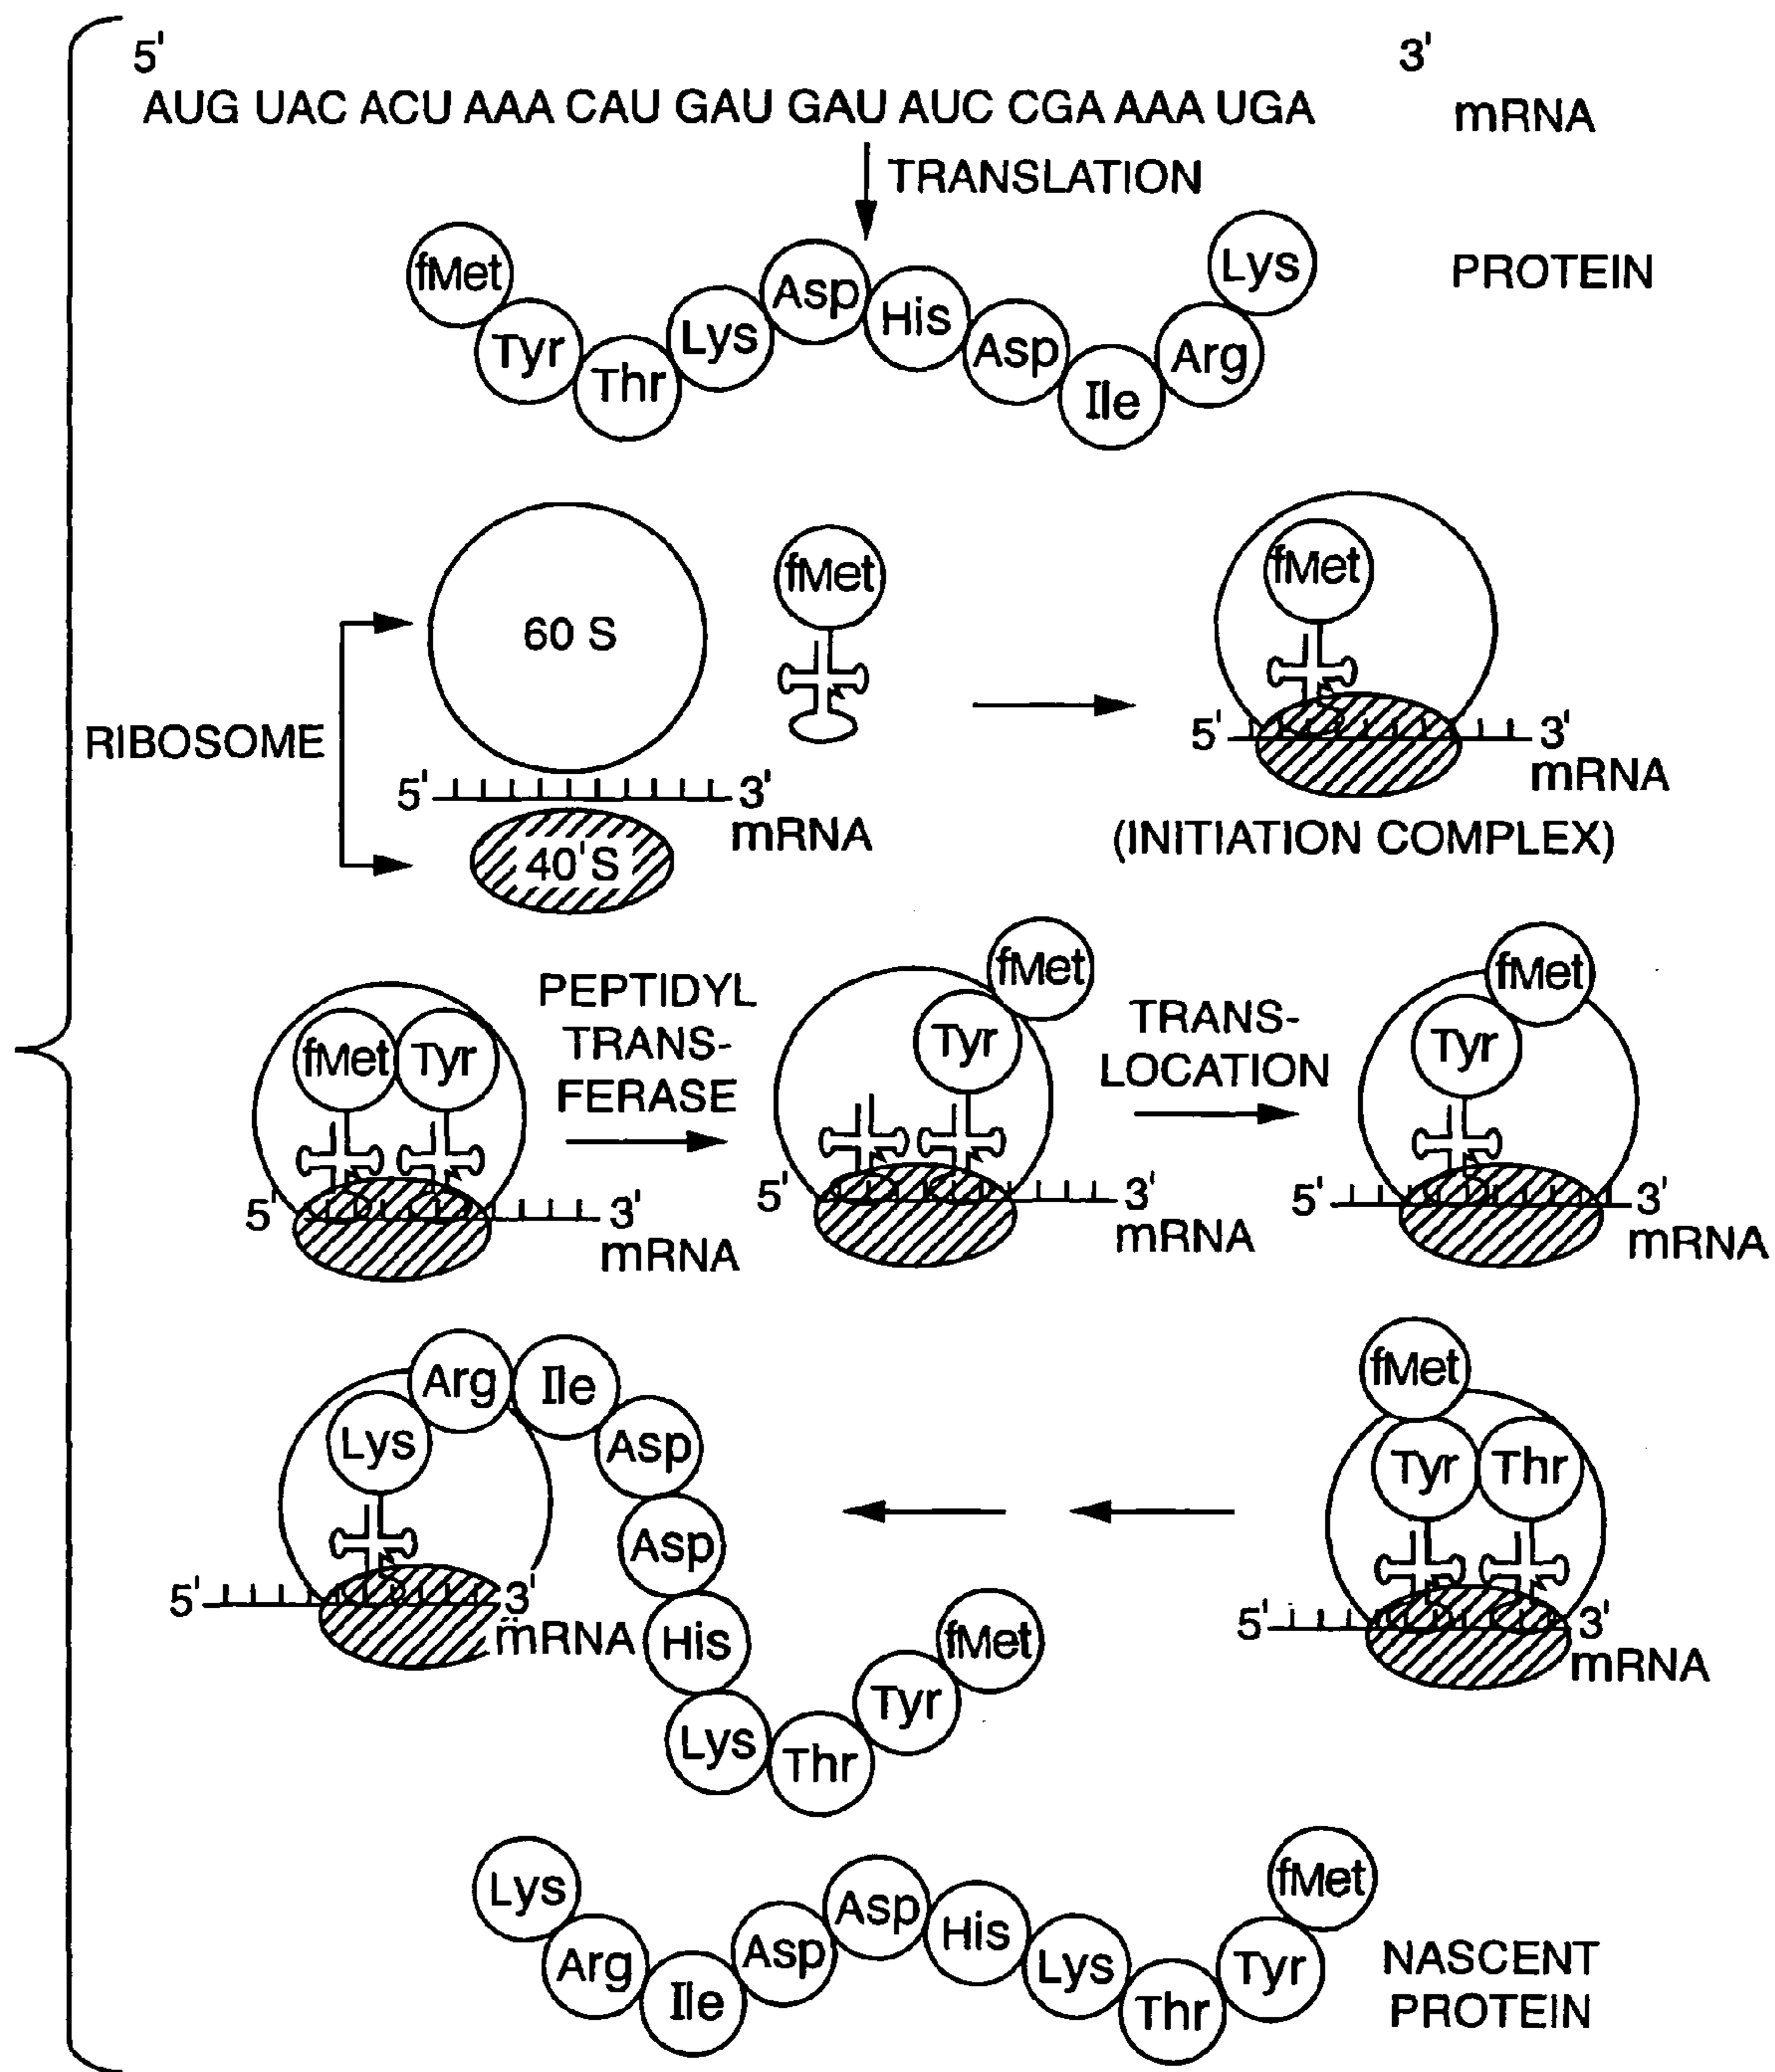 5' 3'
AUG UAC ACU AAA CAU GAU GAU AUC CGA AAA UGA mRNA
TRANSLATION
fMet Tyr Thr Lys Asp His Asp Ile Arg Lys PROTEIN
RIBOSOME
60 S
fMet
5' 3'
mRNA
40'S
fMet
5' 3'
mRNA
(INITIATION COMPLEX)
fMet Tyr
5' 3'
mRNA
PEPTIDYL
TRANS-
FERASE
fMet
Tyr
5' 3'
mRNA
TRANS-
LOCATION
fMet
Tyr
5' 3'
mRNA
fMet
Tyr Thr
5' 3'
mRNA
Lys Arg Ile Asp Asp His Lys Thr Tyr fMet
5' 3'
mRNA
Lys Arg Ile Asp Asp His Lys Thr Tyr fMet
NASCENT
PROTEIN